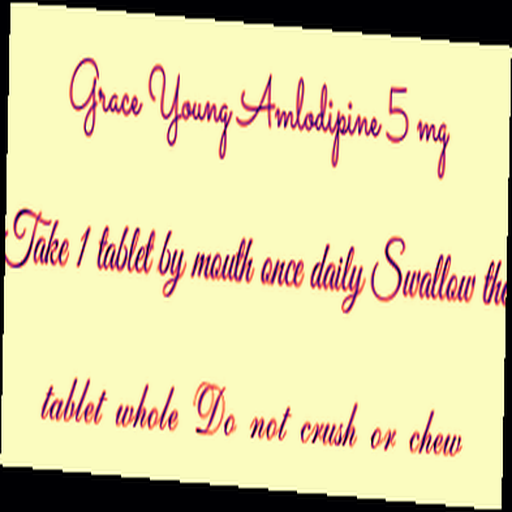 Grace Young Amlodipine 5 mg
Take 1 tablet by mouth once daily Swallow the
tablet whole Do not crush or chew